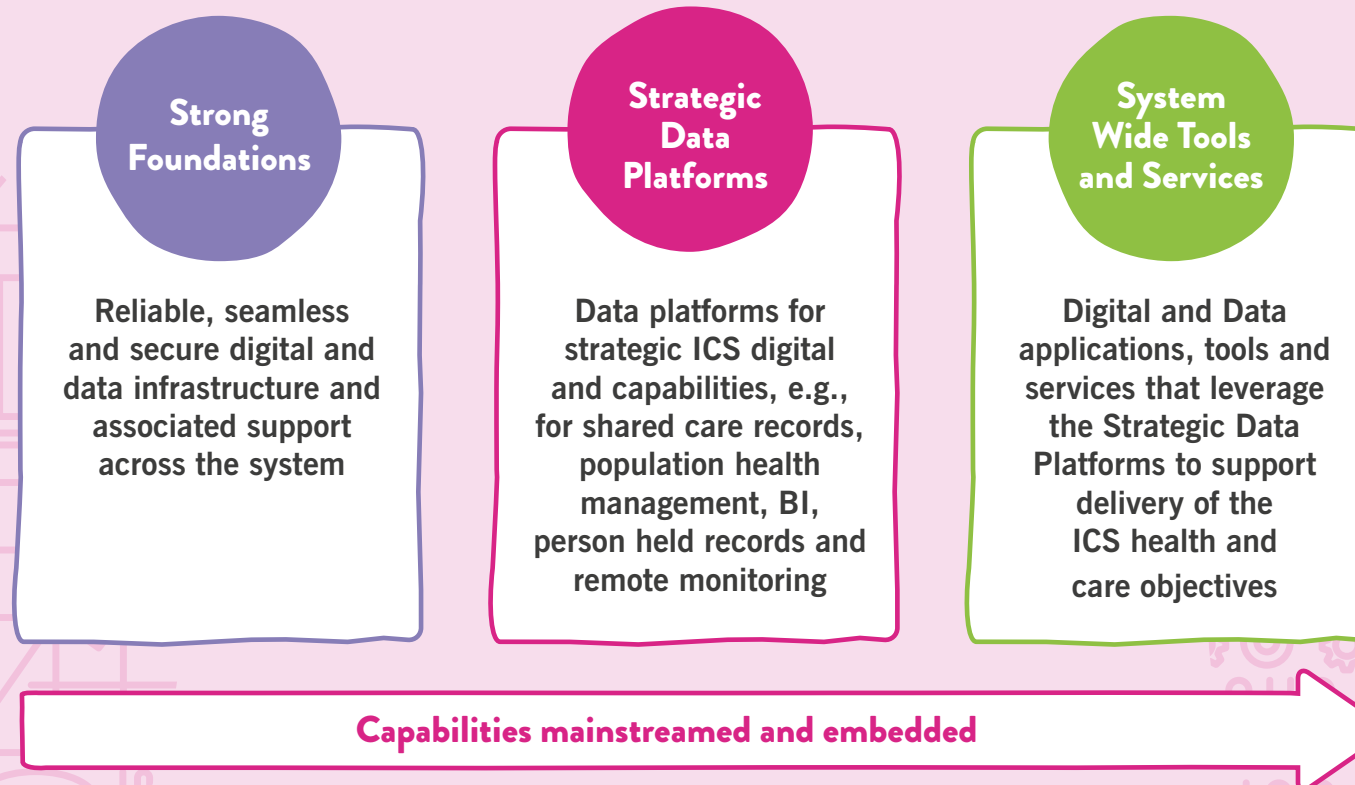 Strong
Foundations
Reliable, seamless
and secure digital and
data infrastructure and
associated support
across the system
Strategic
Data
Platforms
Data platforms for
strategic ICS digital
and capabilities, e.g.,
for shared care records,
population health
management, BI,
person held records and
remote monitoring
System
Wide Tools
and Services
Digital and Data
applications, tools and
services that leverage
the Strategic Data
Platforms to support
delivery of the
ICS health and
care objectives
Capabilities mainstreamed and embedded